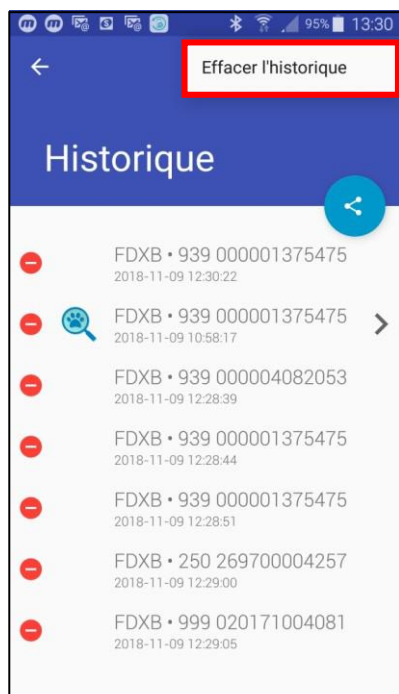 95% 13:30
Effacer l'historique
Historique
FDXB • 939 000001375475
2018-11-09 12:30:22
FDXB • 939 000001375475
2018-11-09 10:58:17
FDXB • 939 000004082053
2018-11-09 12:28:39
FDXB • 939 000001375475
2018-11-09 12:28:44
FDXB • 939 000001375475
2018-11-09 12:28:51
FDXB • 250 269700004257
2018-11-09 12:29:00
FDXB • 999 020171004081
2018-11-09 12:29:05